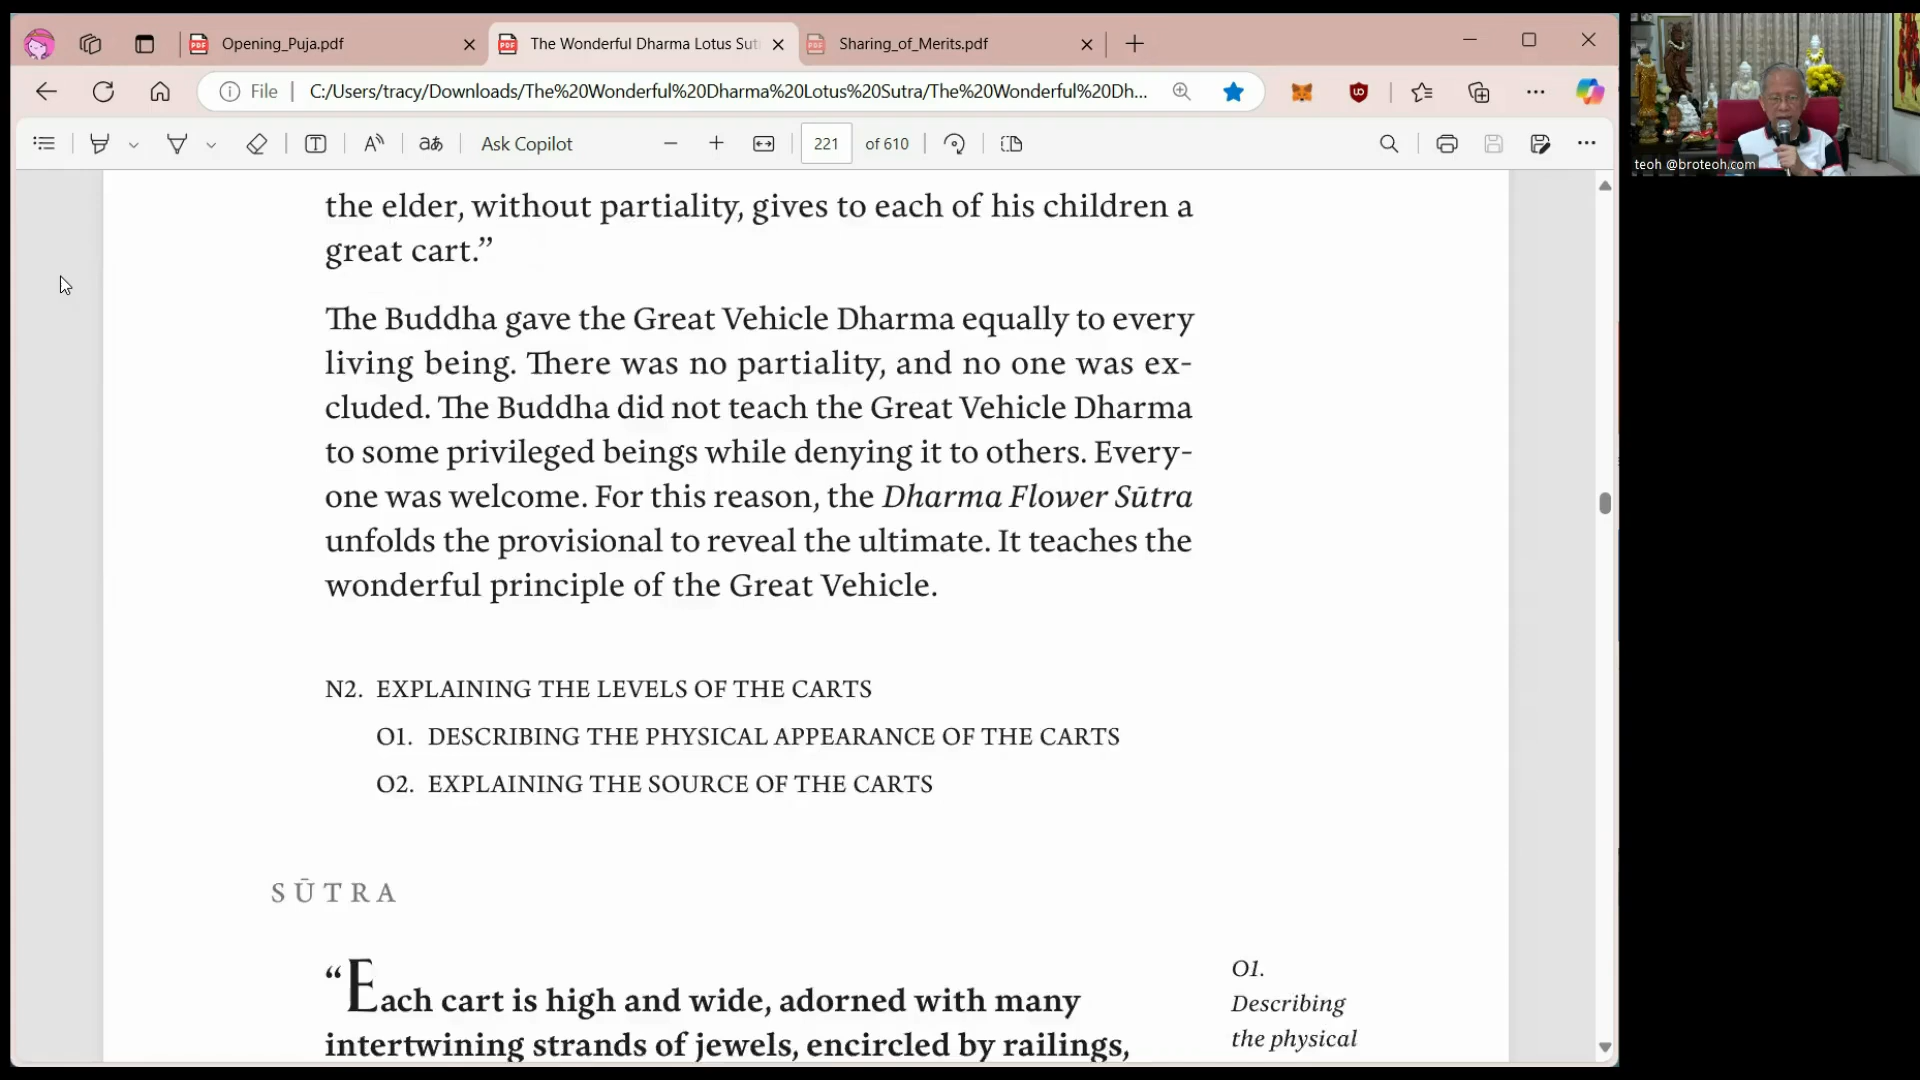 Opening_Puja.pdf
The Wonderful Dharma Lotus Sut
Sharing_of_Merits.pdf
File
C:/Users/tracy/Downloads/The%20Wonderful%20Dharma%20Lotus%20Sutra/The%20Wonderful%20Dh...
Ask Copilot
221 of 610
teoh @broteoh.com
the elder, without partiality, gives to each of his children a
great cart.”
The Buddha gave the Great Vehicle Dharma equally to every
living being. There was no partiality, and no one was ex-
cluded. The Buddha did not teach the Great Vehicle Dharma
to some privileged beings while denying it to others. Every-
one was welcome. For this reason, the Dharma Flower Sūtra
unfolds the provisional to reveal the ultimate. It teaches the
wonderful principle of the Great Vehicle.
N2. EXPLAINING THE LEVELS OF THE CARTS
O1. DESCRIBING THE PHYSICAL APPEARANCE OF THE CARTS
O2. EXPLAINING THE SOURCE OF THE CARTS
SŪTRA
“Each cart is high and wide, adorned with many
intertwining strands of jewels, encircled by railings,
O1.
Describing
the physical